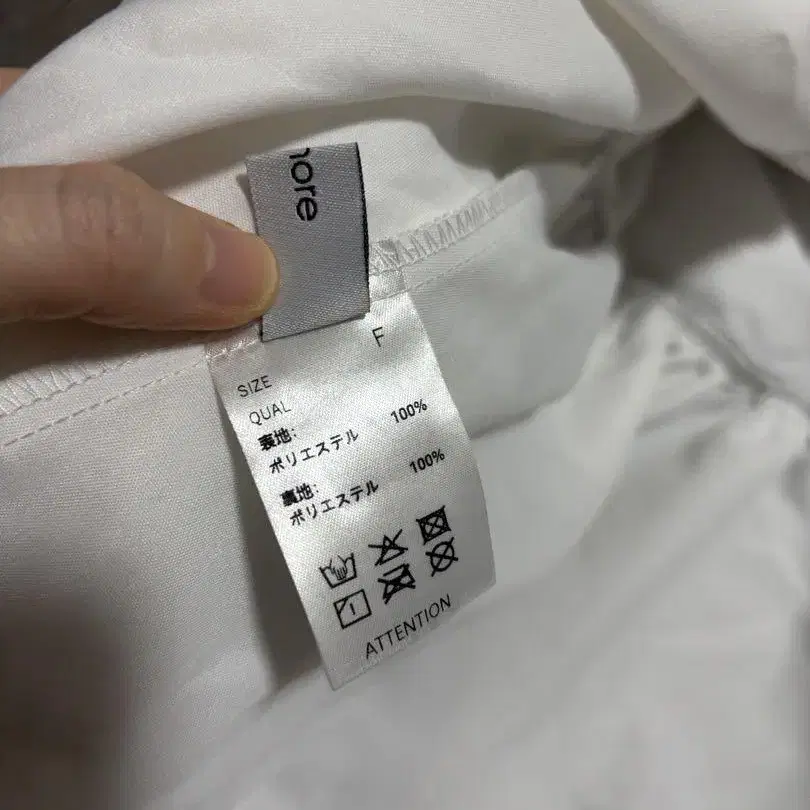 nore
SIZE F
QUAL
表地:
ポリエステル 100%
裏地:
ポリエステル 100%
ATTENTION